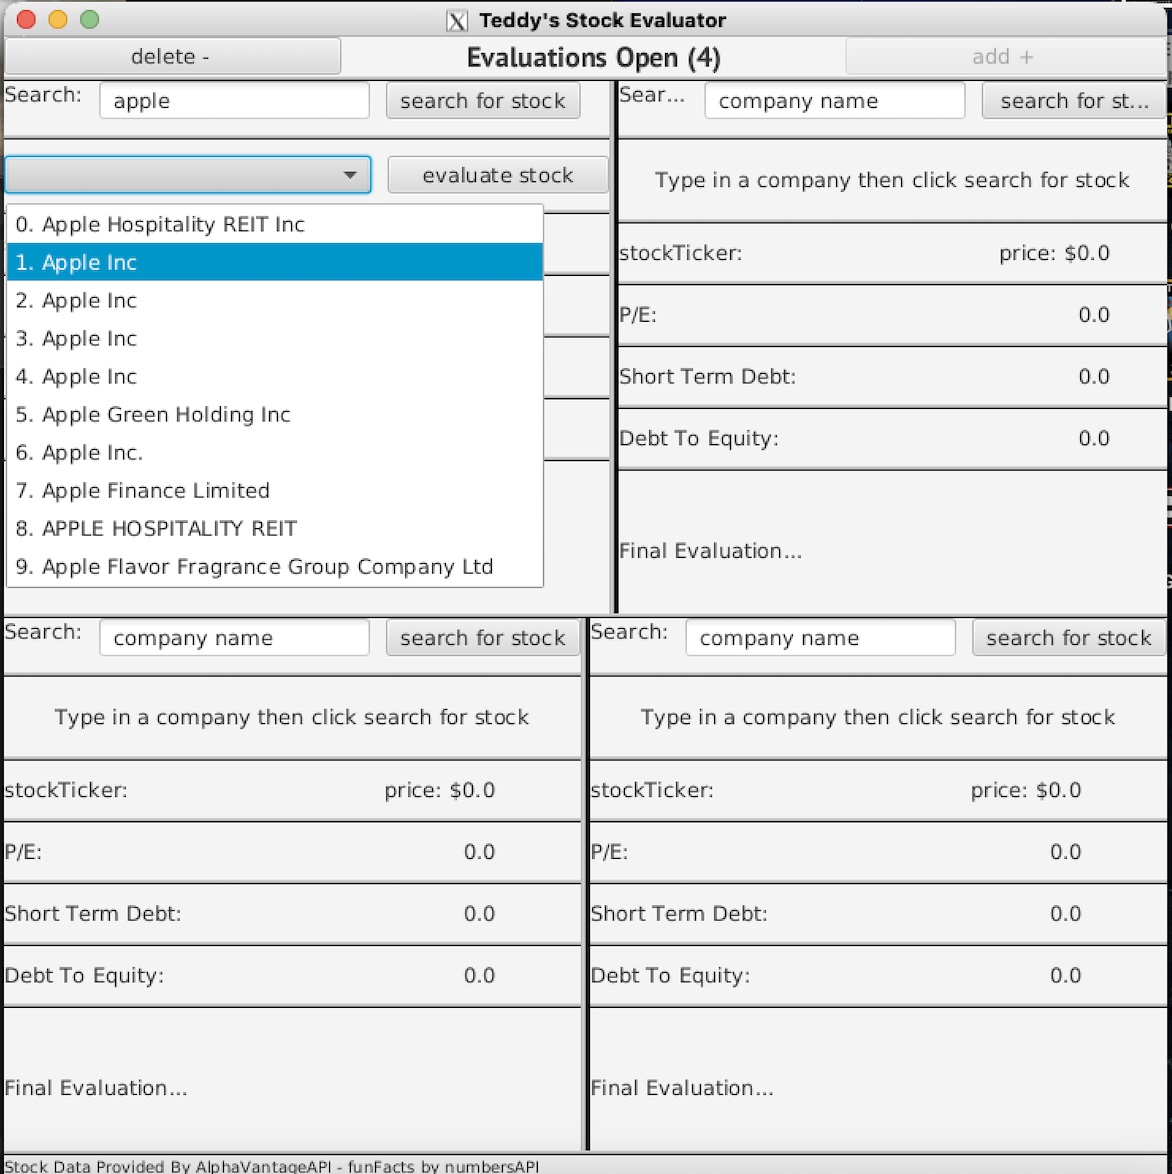 Teddy's Stock Evaluator
delete -
Evaluations Open (4)
add +
Search:
apple
search for stock
Sear...
company name
search for st...
evaluate stock
Type in a company then click search for stock
0. Apple Hospitality REIT Inc
1. Apple Inc
2. Apple Inc
3. Apple Inc
4. Apple Inc
5. Apple Green Holding Inc
6. Apple Inc.
7. Apple Finance Limited
8. APPLE HOSPITALITY REIT
9. Apple Flavor Fragrance Group Company Ltd
stockTicker: price: $0.0
P/E: 0.0
Short Term Debt: 0.0
Debt To Equity: 0.0
Final Evaluation...
Search:
company name
search for stock
Type in a company then click search for stock
stockTicker: price: $0.0
P/E: 0.0
Short Term Debt: 0.0
Debt To Equity: 0.0
Final Evaluation...
Search:
company name
search for stock
Type in a company then click search for stock
stockTicker: price: $0.0
P/E: 0.0
Short Term Debt: 0.0
Debt To Equity: 0.0
Final Evaluation...
Stock Data Provided By AlphaVantageAPI - funFacts by numbersAPI